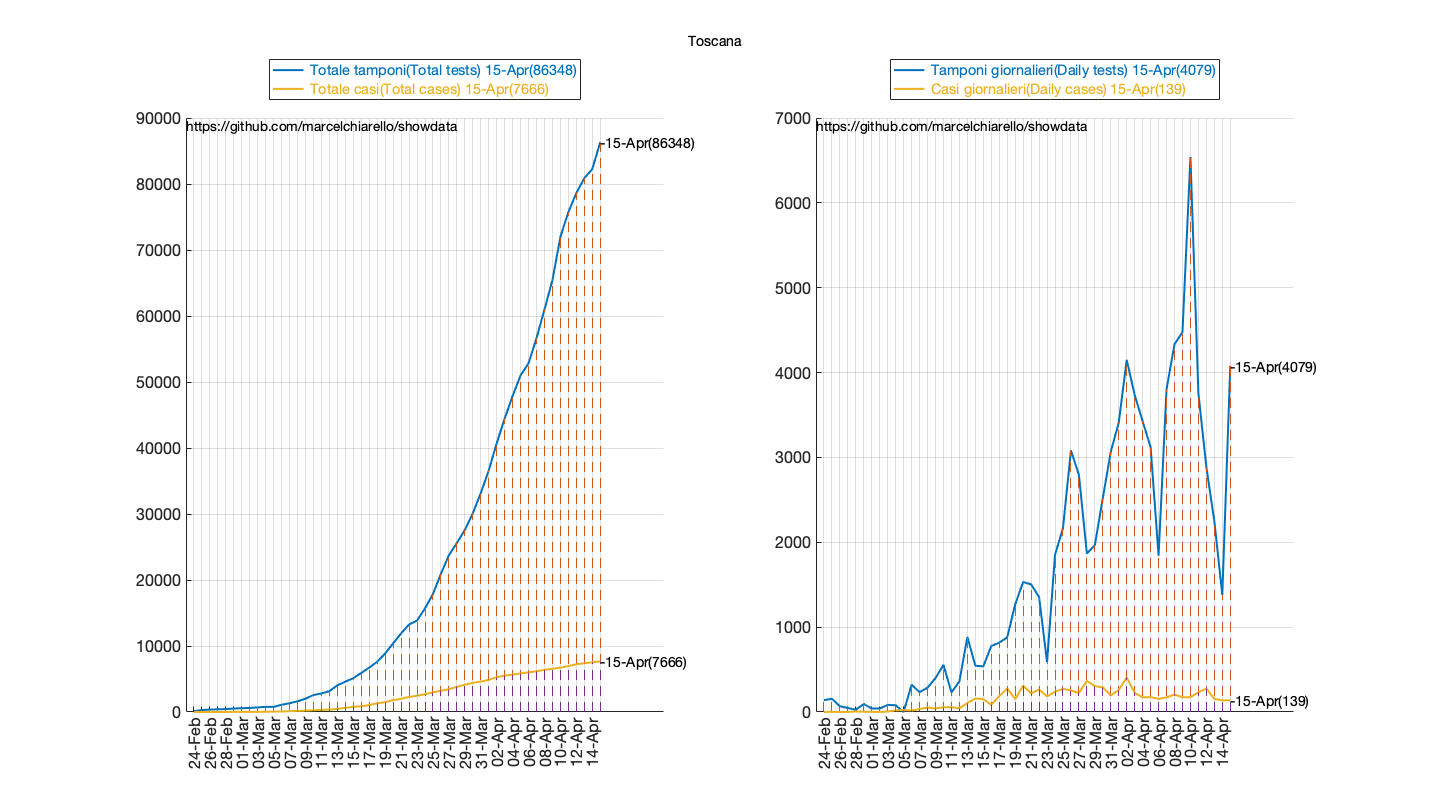 Toscana
Totale tamponi(Total tests) 15-Apr(86348)
Totale casi(Total cases) 15-Apr(7666)
90000
80000
70000
60000
50000
40000
30000
20000
10000
0
https://github.com/marcelchiarello/showdata
15-Apr(86348)
15-Apr(7666)
24-Feb
26-Feb
28-Feb
01-Mar
03-Mar
05-Mar
07-Mar
09-Mar
11-Mar
13-Mar
15-Mar
17-Mar
19-Mar
21-Mar
23-Mar
25-Mar
27-Mar
29-Mar
31-Mar
02-Apr
04-Apr
06-Apr
08-Apr
10-Apr
12-Apr
14-Apr
Tamponi giornalieri(Daily tests) 15-Apr(4079)
Casi giornalieri(Daily cases) 15-Apr(139)
7000
6000
5000
4000
3000
2000
1000
0
https://github.com/marcelchiarello/showdata
15-Apr(4079)
15-Apr(139)
24-Feb
26-Feb
28-Feb
01-Mar
03-Mar
05-Mar
07-Mar
09-Mar
11-Mar
13-Mar
15-Mar
17-Mar
19-Mar
21-Mar
23-Mar
25-Mar
27-Mar
29-Mar
31-Mar
02-Apr
04-Apr
06-Apr
08-Apr
10-Apr
12-Apr
14-Apr